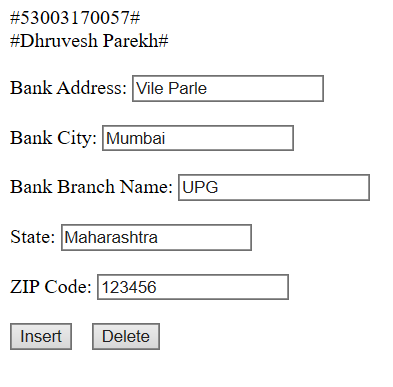 #53003170057#
#Dhruvesh Parekh#
Bank Address: Vile Parle
Bank City: Mumbai
Bank Branch Name: UPG
State: Maharashtra
ZIP Code: 123456
Insert Delete